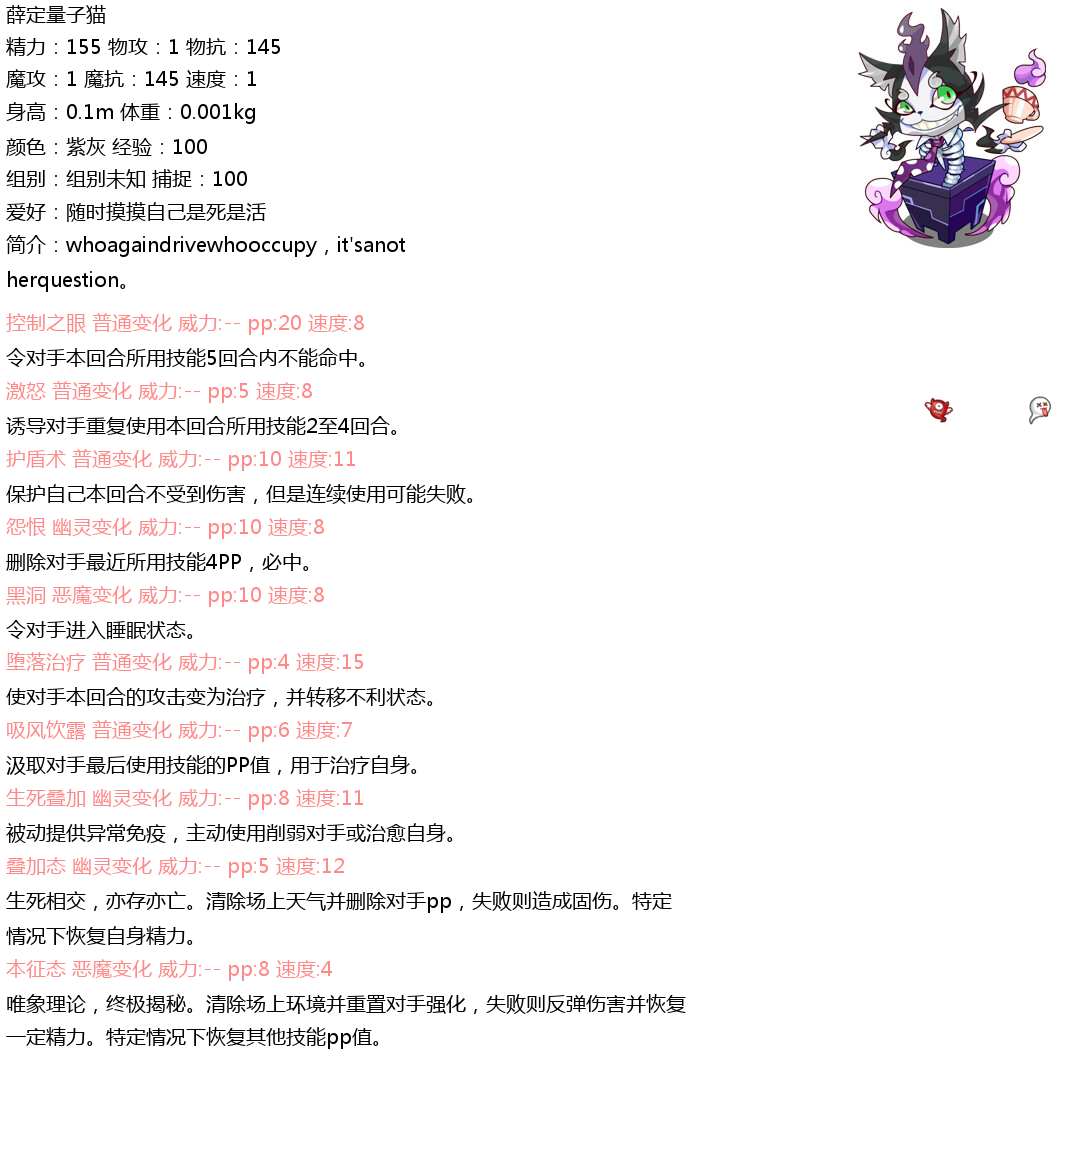 薛定量子猫
精力：155 物攻：1 物抗：145
魔攻：1 魔抗：145 速度：1
身高：0.1m 体重：0.001kg
颜色：紫灰 经验：100
组别：组别未知 捕捉：100
爱好：随时摸摸自己是死是活
简介：whoagaindrivewhooccupy，it'sanot
herquestion。
控制之眼 普通变化 威力:-- pp:20 速度:8
令对手本回合所用技能5回合内不能命中。
激怒 普通变化 威力:-- pp:5 速度:8
诱导对手重复使用本回合所用技能2至4回合。
护盾术 普通变化 威力:-- pp:10 速度:11
保护自己本回合不受到伤害，但是连续使用可能失败。
怨恨 幽灵变化 威力:-- pp:10 速度:8
删除对手最近所用技能4PP，必中。
黑洞 恶魔变化 威力:-- pp:10 速度:8
令对手进入睡眠状态。
堕落治疗 普通变化 威力:-- pp:4 速度:15
使对手本回合的攻击变为治疗，并转移不利状态。
吸风饮露 普通变化 威力:-- pp:6 速度:7
汲取对手最后使用技能的PP值，用于治疗自身。
生死叠加 幽灵变化 威力:-- pp:8 速度:11
被动提供异常免疫，主动使用削弱对手或治愈自身。
叠加态 幽灵变化 威力:-- pp:5 速度:12
生死相交，亦存亦亡。清除场上天气并删除对手pp，失败则造成固伤。特定
情况下恢复自身精力。
本征态 恶魔变化 威力:-- pp:8 速度:4
唯象理论，终极揭秘。清除场上环境并重置对手强化，失败则反弹伤害并恢复
一定精力。特定情况下恢复其他技能pp值。